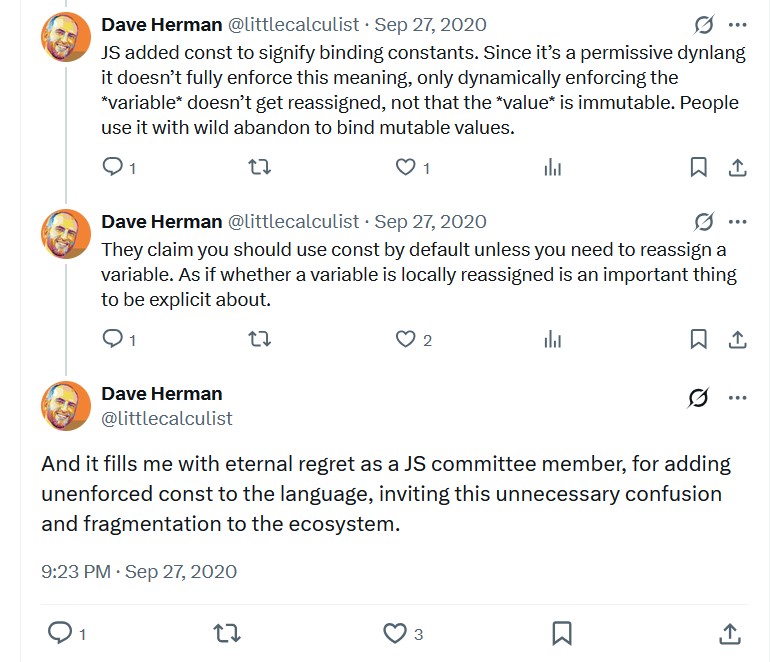 Dave Herman @littlecalculist · Sep 27, 2020
JS added const to signify binding constants. Since it’s a permissive dynlang
it doesn’t fully enforce this meaning, only dynamically enforcing the
*variable* doesn’t get reassigned, not that the *value* is immutable. People
use it with wild abandon to bind mutable values.
1 1
Dave Herman @littlecalculist · Sep 27, 2020
They claim you should use const by default unless you need to reassign a
variable. As if whether a variable is locally reassigned is an important thing
to be explicit about.
1 2
Dave Herman
@littlecalculist
And it fills me with eternal regret as a JS committee member, for adding
unenforced const to the language, inviting this unnecessary confusion
and fragmentation to the ecosystem.
9:23 PM · Sep 27, 2020
1 3